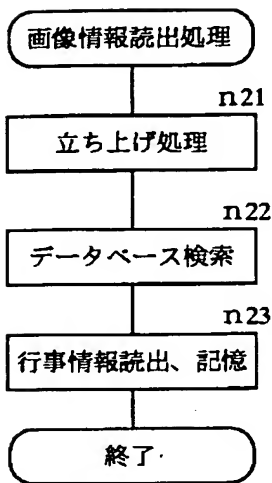 画像情報読出処理
n21
立ち上げ処理
n22
データベース検索
n23
行事情報読出、記憶
終了